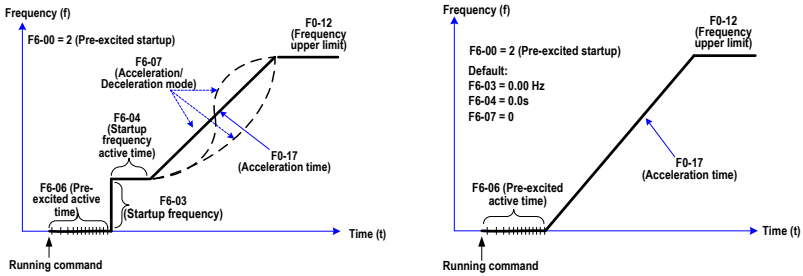 Frequency (f)
F6-00 = 2 (Pre-excited startup)
F0-12
(Frequency
upper limit)
F6-07
(Acceleration/
Deceleration mode)
F6-04
(Startup
frequency
active time)
F0-17
(Acceleration time)
F6-06 (Pre-
excited active
time)
F6-03
(Startup frequency)
Time (t)
Running command
Frequency (f)
F0-12
(Frequency
upper limit)
F6-00 = 2 (Pre-excited startup)
Default:
F6-03 = 0.00 Hz
F6-04 = 0.0s
F6-07 = 0
F0-17
(Acceleration time)
F6-06 (Pre-excited
active time)
Time (t)
Running command